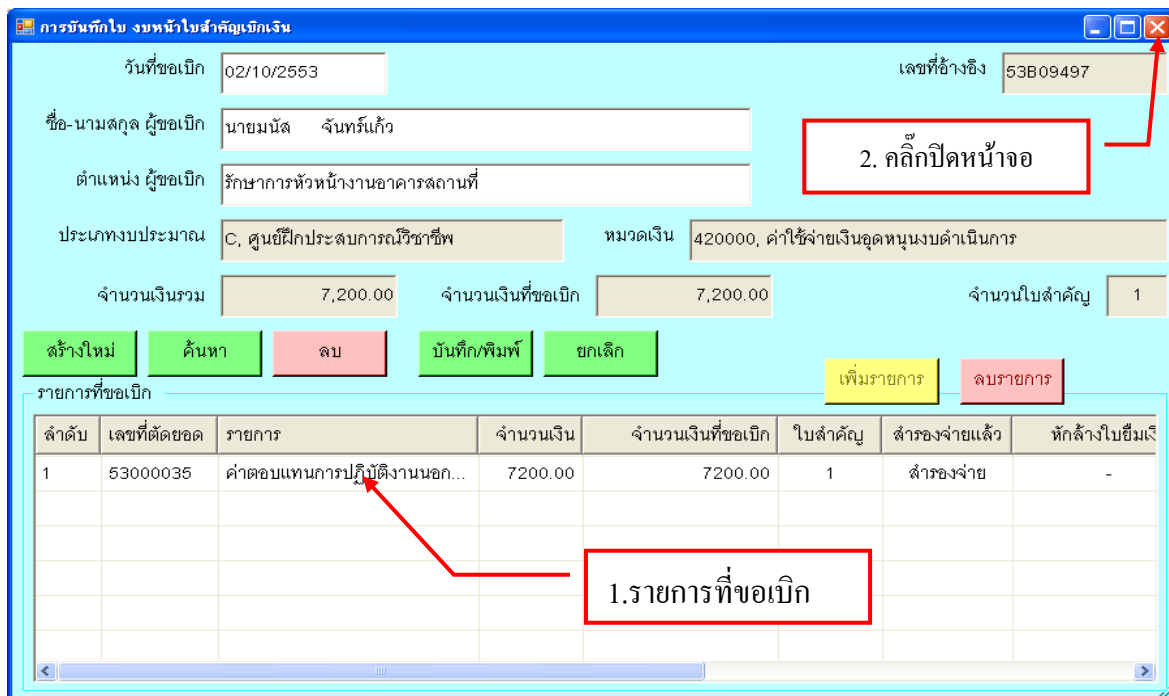 การบันทึกใบ งบหน้าใบสำคัญเบิกเงิน
วันที่ขอเบิก 02/10/2553 เลขที่อ้างอิง 53B09497
ชื่อ-นามสกุล ผู้ขอเบิก นายมนัส จันทร์แก้ว
2. คลิ๊กปิดหน้าจอ
ตำแหน่ง ผู้ขอเบิก รักษาการหัวหน้างานอาคารสถานที่
ประเภทงบประมาณ C, ศูนย์ฝึกประสบการณ์วิชาชีพ หมวดเงิน 420000, ค่าใช้จ่ายเงินอุดหนุนงบดำเนินการ
จำนวนเงินรวม 7,200.00 จำนวนเงินที่ขอเบิก 7,200.00 จำนวนใบสำคัญ 1
สร้างใหม่ ค้นหา ลบ บันทึก/พิมพ์ ยกเลิก
เพิ่มรายการ ลบรายการ
รายการที่ขอเบิก
ลำดับ เลขที่ตัดยอด รายการ จำนวนเงิน จำนวนเงินที่ขอเบิก ใบสำคัญ สำรองจ่ายแล้ว หักล้างใบยืมเงิ
1 53000035 ค่าตอบแทนการปฏิบัติงานนอก... 7200.00 7200.00 1 สำรองจ่าย -
1.รายการที่ขอเบิก